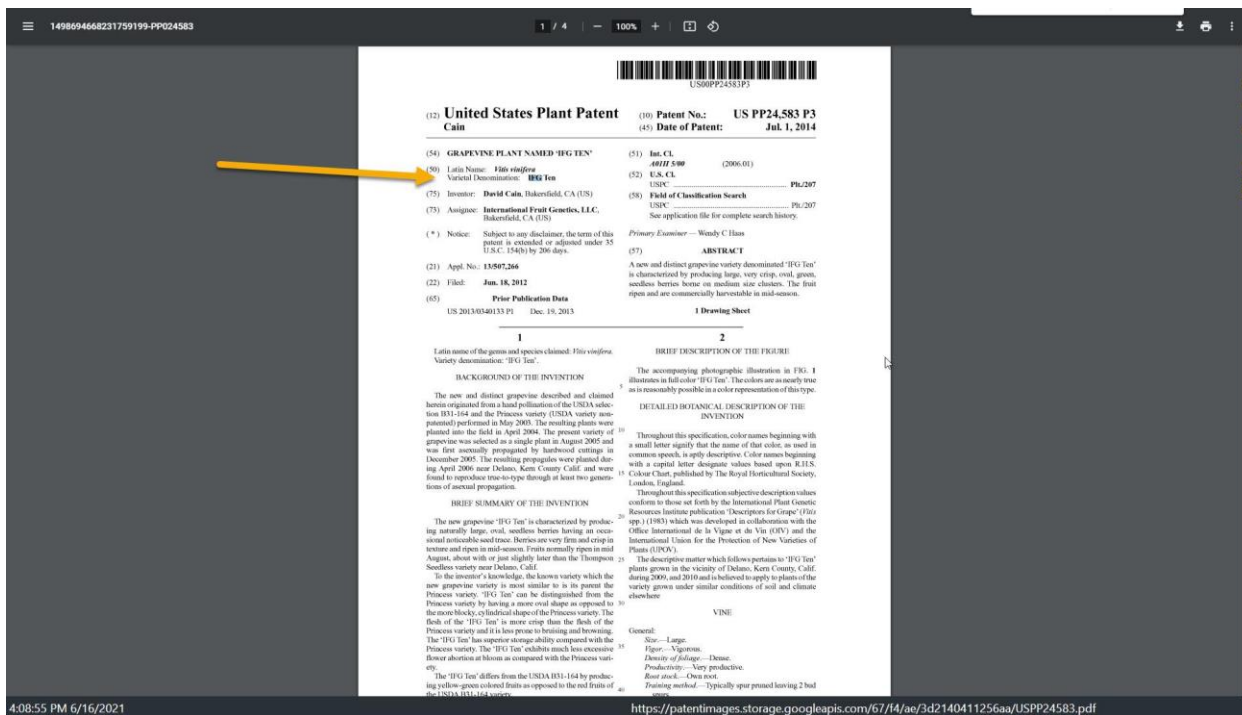 1498694668231759199-PP024583
1 / 4
100%
US00PP24583P3
(12) United States Plant Patent
Cain
(10) Patent No.: US PP24,583 P3
(45) Date of Patent: Jul. 1, 2014
(54) GRAPEVINE PLANT NAMED ‘IFG TEN’
(50) Latin Name: Vitis vinifera
Varietal Denomination: IFG Ten
(75) Inventor: David Cain, Bakersfield, CA (US)
(73) Assignee: International Fruit Genetics, LLC,
Bakersfield, CA (US)
( * ) Notice: Subject to any disclaimer, the term of this
patent is extended or adjusted under 35
U.S.C. 154(b) by 206 days.
(21) Appl. No.: 13/507,266
(22) Filed: Jun. 18, 2012
(65) Prior Publication Data
US 2013/0340133 P1 Dec. 19, 2013
(51) Int. Cl.
A01H 5/00 (2006.01)
(52) U.S. Cl.
USPC ........ Plt./207
(58) Field of Classification Search
USPC ........ Plt./207
See application file for complete search history.
Primary Examiner — Wendy C Haas
(57) ABSTRACT
A new and distinct grapevine variety denominated ‘IFG Ten’
is characterized by producing large, very crisp, oval, green,
seedless berries borne on medium size clusters. The fruit
ripen and are commercially harvestable in mid-season.
1 Drawing Sheet
1
Latin name of the genus and species claimed: Vitis vinifera.
Variety denomination: ‘IFG Ten’.
BACKGROUND OF THE INVENTION
The new and distinct grapevine described and claimed
herein originated from a hand pollination of the USDA selec-
tion B31-164 and the Princess variety (USDA variety non-
patented) performed in May 2003. The resulting plants were
planted into the field in April 2004. The present variety of
grapevine was selected as a single plant in August 2005 and
was first asexually propagated by hardwood cuttings in
December 2005. The resulting propagules were planted dur-
ing April 2006 near Delano, Kern County Calif. and were
found to reproduce true-to-type through at least two genera-
tions of asexual propagation.
BRIEF SUMMARY OF THE INVENTION
The new grapevine ‘IFG Ten’ is characterized by produc-
ing naturally large, oval, seedless berries having an occa-
sional noticeable seed trace. Berries are very firm and crisp in
texture and ripen in mid-season. Fruits normally ripen in mid
August, about with or just slightly later than the Thompson
Seedless variety near Delano, Calif.
To the inventor’s knowledge, the known variety which the
new grapevine variety is most similar to is its parent the
Princess variety. ‘IFG Ten’ can be distinguished from the
Princess variety by having a more oval shape as opposed to
the more blocky, cylindrical shape of the Princess variety. The
flesh of the ‘IFG Ten’ is more crisp than the flesh of the
Princess variety and it is less prone to bruising and browning.
The ‘IFG Ten’ has superior storage ability compared with the
Princess variety. The ‘IFG Ten’ exhibits much less excessive
flower abortion at bloom as compared with the Princess vari-
ety.
The ‘IFG Ten’ differs from the USDA B31-164 by produc-
ing yellow-green colored fruits as opposed to the red fruits of
the USDA B31-164 variety.
5
10
15
20
25
30
35
40
2
BRIEF DESCRIPTION OF THE FIGURE
The accompanying photographic illustration in FIG. 1
illustrates in full color ‘IFG Ten’. The colors are as nearly true
as is reasonably possible in a color representation of this type.
DETAILED BOTANICAL DESCRIPTION OF THE
INVENTION
Throughout this specification, color names beginning with
a small letter signify that the name of that color, as used in
common speech, is aptly descriptive. Color names beginning
with a capital letter designate values based upon R.H.S.
Colour Chart, published by The Royal Horticultural Society,
London, England.
Throughout this specification subjective description values
conform to those set forth by the International Plant Genetic
Resources Institute publication ‘Descriptors for Grape’ (Vitis
spp.) (1983) which was developed in collaboration with the
Office International de la Vigne et du Vin (OIV) and the
International Union for the Protection of New Varieties of
Plants (UPOV).
The descriptive matter which follows pertains to ‘IFG Ten’
plants grown in the vicinity of Delano, Kern County, Calif.
during 2009, and 2010 and is believed to apply to plants of the
variety grown under similar conditions of soil and climate
elsewhere
VINE
General:
Size.—Large.
Vigor.—Vigorous.
Density of foliage.—Dense.
Productivity.—Very productive.
Root stock.—Own root.
Training method.—Typically spur pruned leaving 2 bud
spurs.
4:08:55 PM 6/16/2021
https://patentimages.storage.googleapis.com/67/f4/ae/3d2140411256aa/USPP24583.pdf